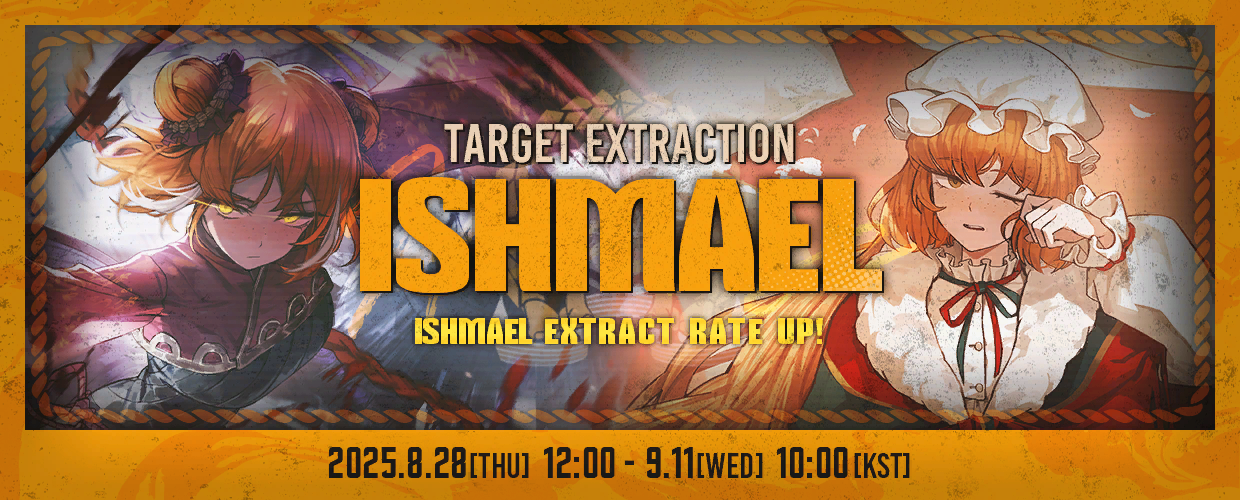 TARGET EXTRACTION
ISHMAEL
ISHMAEL EXTRACT RATE UP!
2025.8.28[THU] 12:00 - 9.11[WED] 10:00[KST]